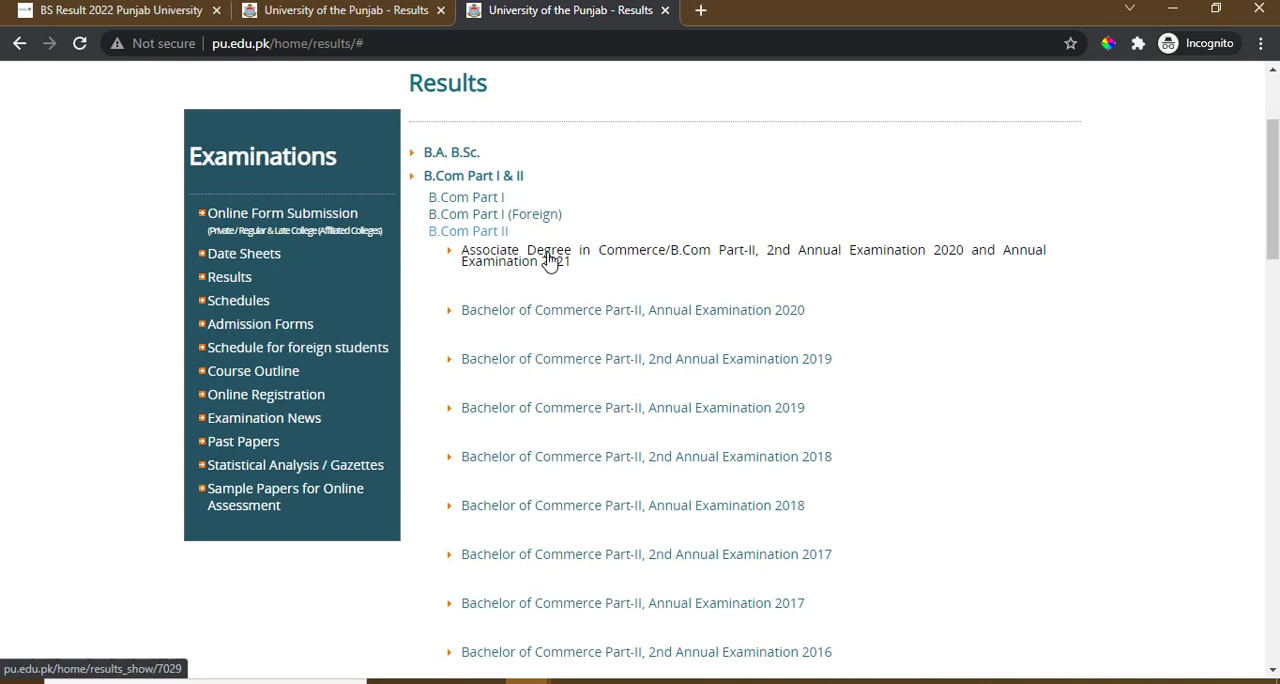 BS Result 2022 Punjab University
University of the Punjab - Results
University of the Punjab - Results
Not secure
pu.edu.pk/home/results/#
Incognito
Results
Examinations
Online Form Submission
(Private / Regular & Late College (Affiliated Colleges)
Date Sheets
Results
Schedules
Admission Forms
Schedule for foreign students
Course Outline
Online Registration
Examination News
Past Papers
Statistical Analysis / Gazettes
Sample Papers for Online
Assessment
B.A. B.Sc.
B.Com Part I & II
B.Com Part I
B.Com Part I (Foreign)
B.Com Part II
Associate Degree in Commerce/B.Com Part-II, 2nd Annual Examination 2020 and Annual
Examination 2021
Bachelor of Commerce Part-II, Annual Examination 2020
Bachelor of Commerce Part-II, 2nd Annual Examination 2019
Bachelor of Commerce Part-II, Annual Examination 2019
Bachelor of Commerce Part-II, 2nd Annual Examination 2018
Bachelor of Commerce Part-II, Annual Examination 2018
Bachelor of Commerce Part-II, 2nd Annual Examination 2017
Bachelor of Commerce Part-II, Annual Examination 2017
Bachelor of Commerce Part-II, 2nd Annual Examination 2016
pu.edu.pk/home/results_show/7029